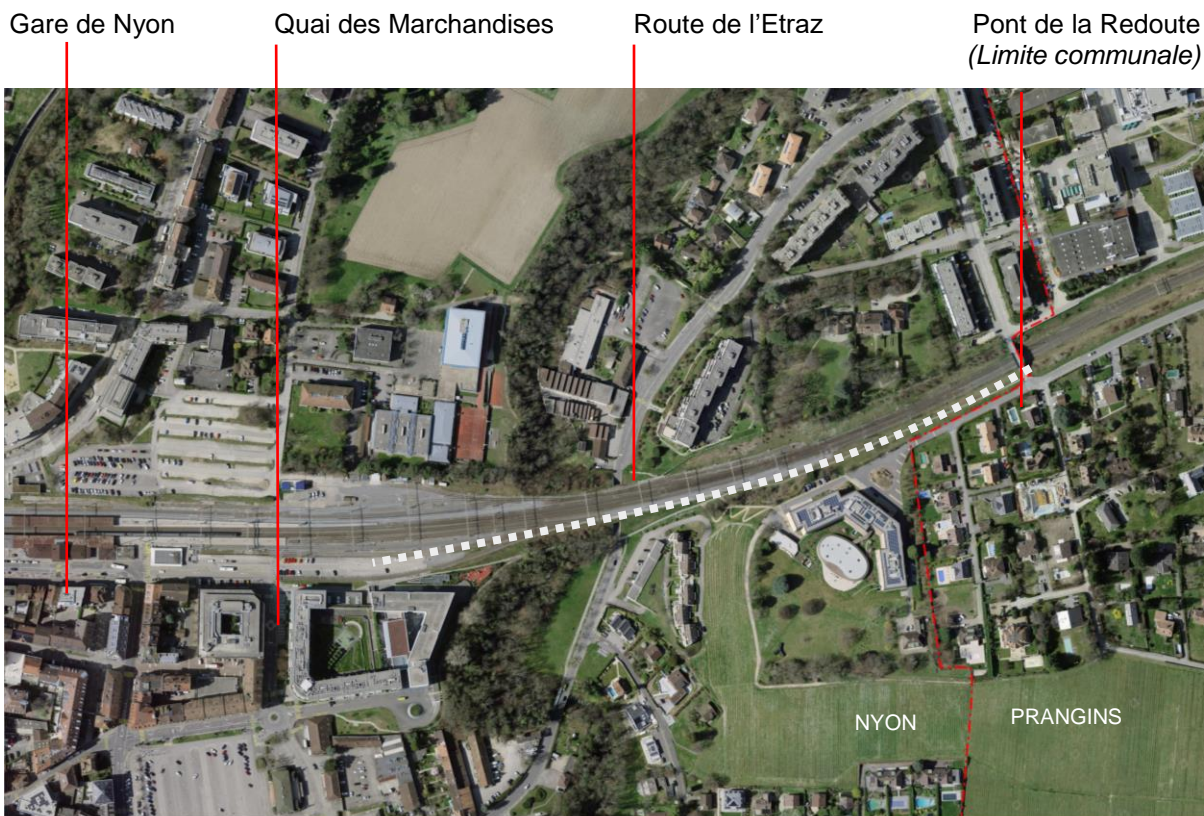 Gare de Nyon
Quai des Marchandises
Route de l’Etraz
Pont de la Redoute
(Limite communale)
NYON
PRANGINS